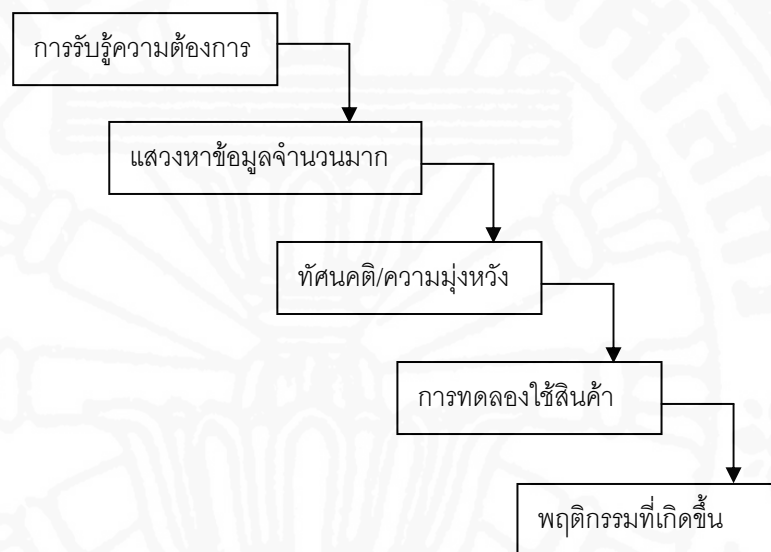 การรับรู้ความต้องการ
แสวงหาข้อมูลจำนวนมาก
ทัศนคติ/ความมุ่งหวัง
การทดลองใช้สินค้า
พฤติกรรมที่เกิดขึ้น